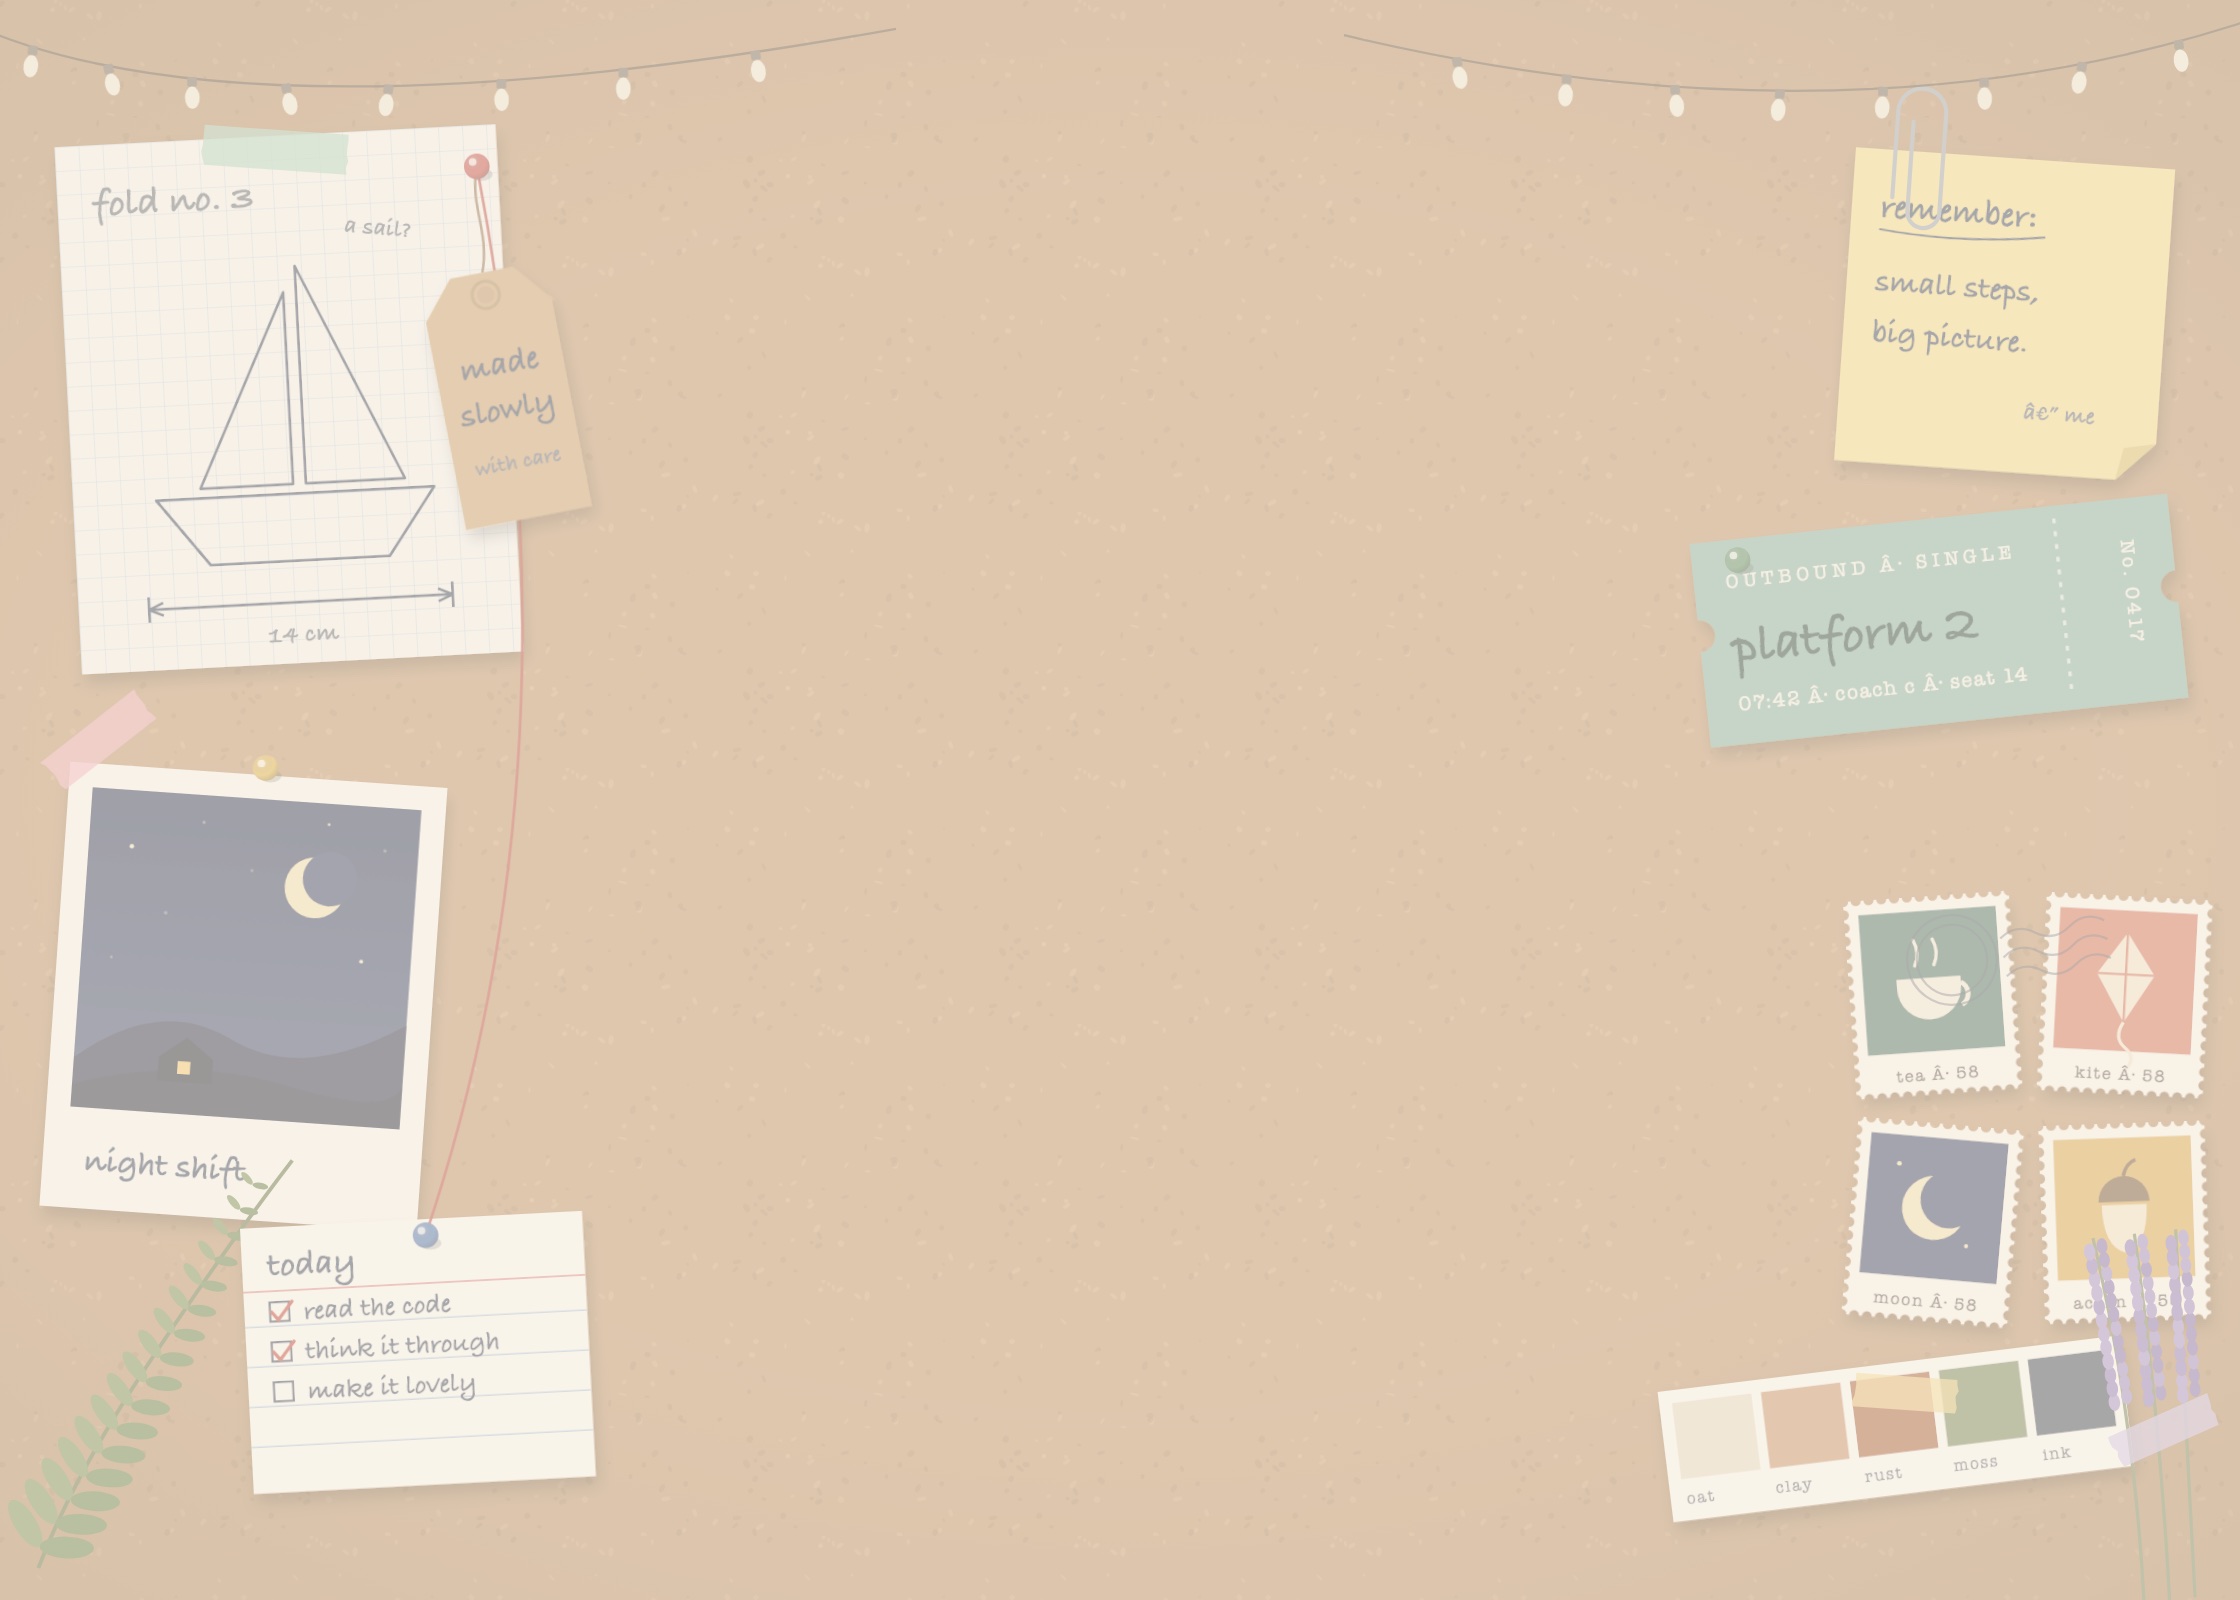 fold no. 3
a sail?
14 cm
made
slowly
with care
night shift
today
read the code
think it through
make it lovely
remember:
small steps,
big picture.
â€” me
OUTBOUND Â· SINGLE
platform 2
07:42 Â· coach c Â· seat 14
No. 0417
tea Â· 58
kite Â· 58
moon Â· 58
oat
clay
rust
moss
ink